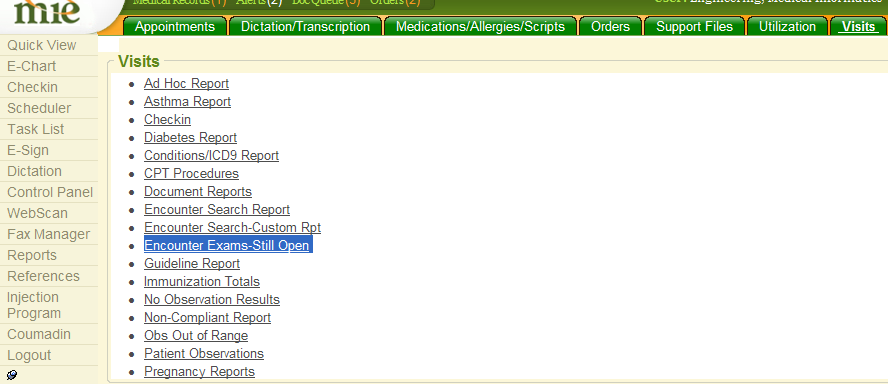 mie
Medical Records(1) Alerts(2) Doc Queue(5) Orders(2)
User: Engineering, Medical Informatics
Appointments Dictation/Transcription Medications/Allergies/Scripts Orders Support Files Utilization Visits
Quick View
E-Chart
Checkin
Scheduler
Task List
E-Sign
Dictation
Control Panel
WebScan
Fax Manager
Reports
References
Injection
Program
Coumadin
Logout
Visits
Ad Hoc Report
Asthma Report
Checkin
Diabetes Report
Conditions/ICD9 Report
CPT Procedures
Document Reports
Encounter Search Report
Encounter Search-Custom Rpt
Encounter Exams-Still Open
Guideline Report
Immunization Totals
No Observation Results
Non-Compliant Report
Obs Out of Range
Patient Observations
Pregnancy Reports